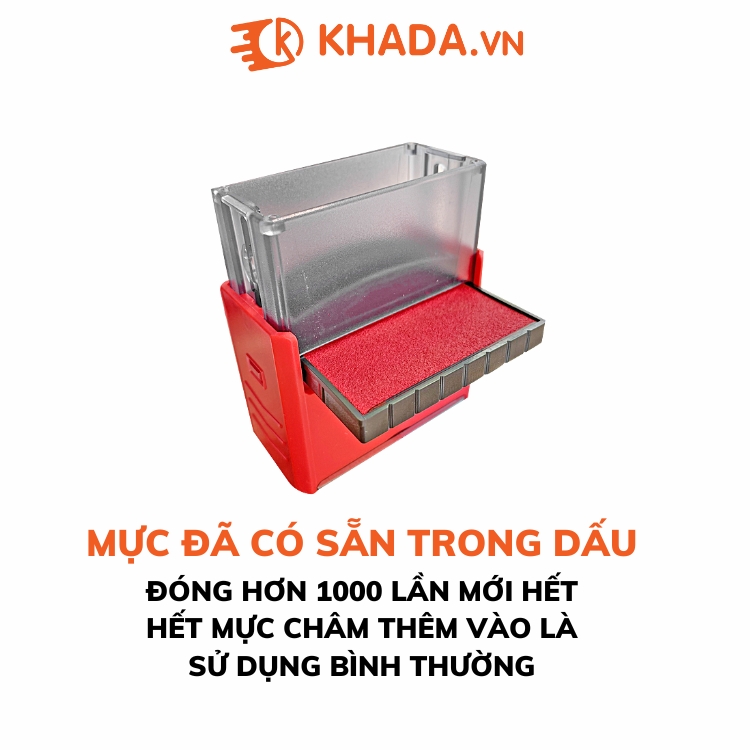 KHADA.vn
MỰC ĐÃ CÓ SẴN TRONG DẤU
ĐÓNG HƠN 1000 LẦN MỚI HẾT
HẾT MỰC CHÂM THÊM VÀO LÀ
SỬ DỤNG BÌNH THƯỜNG